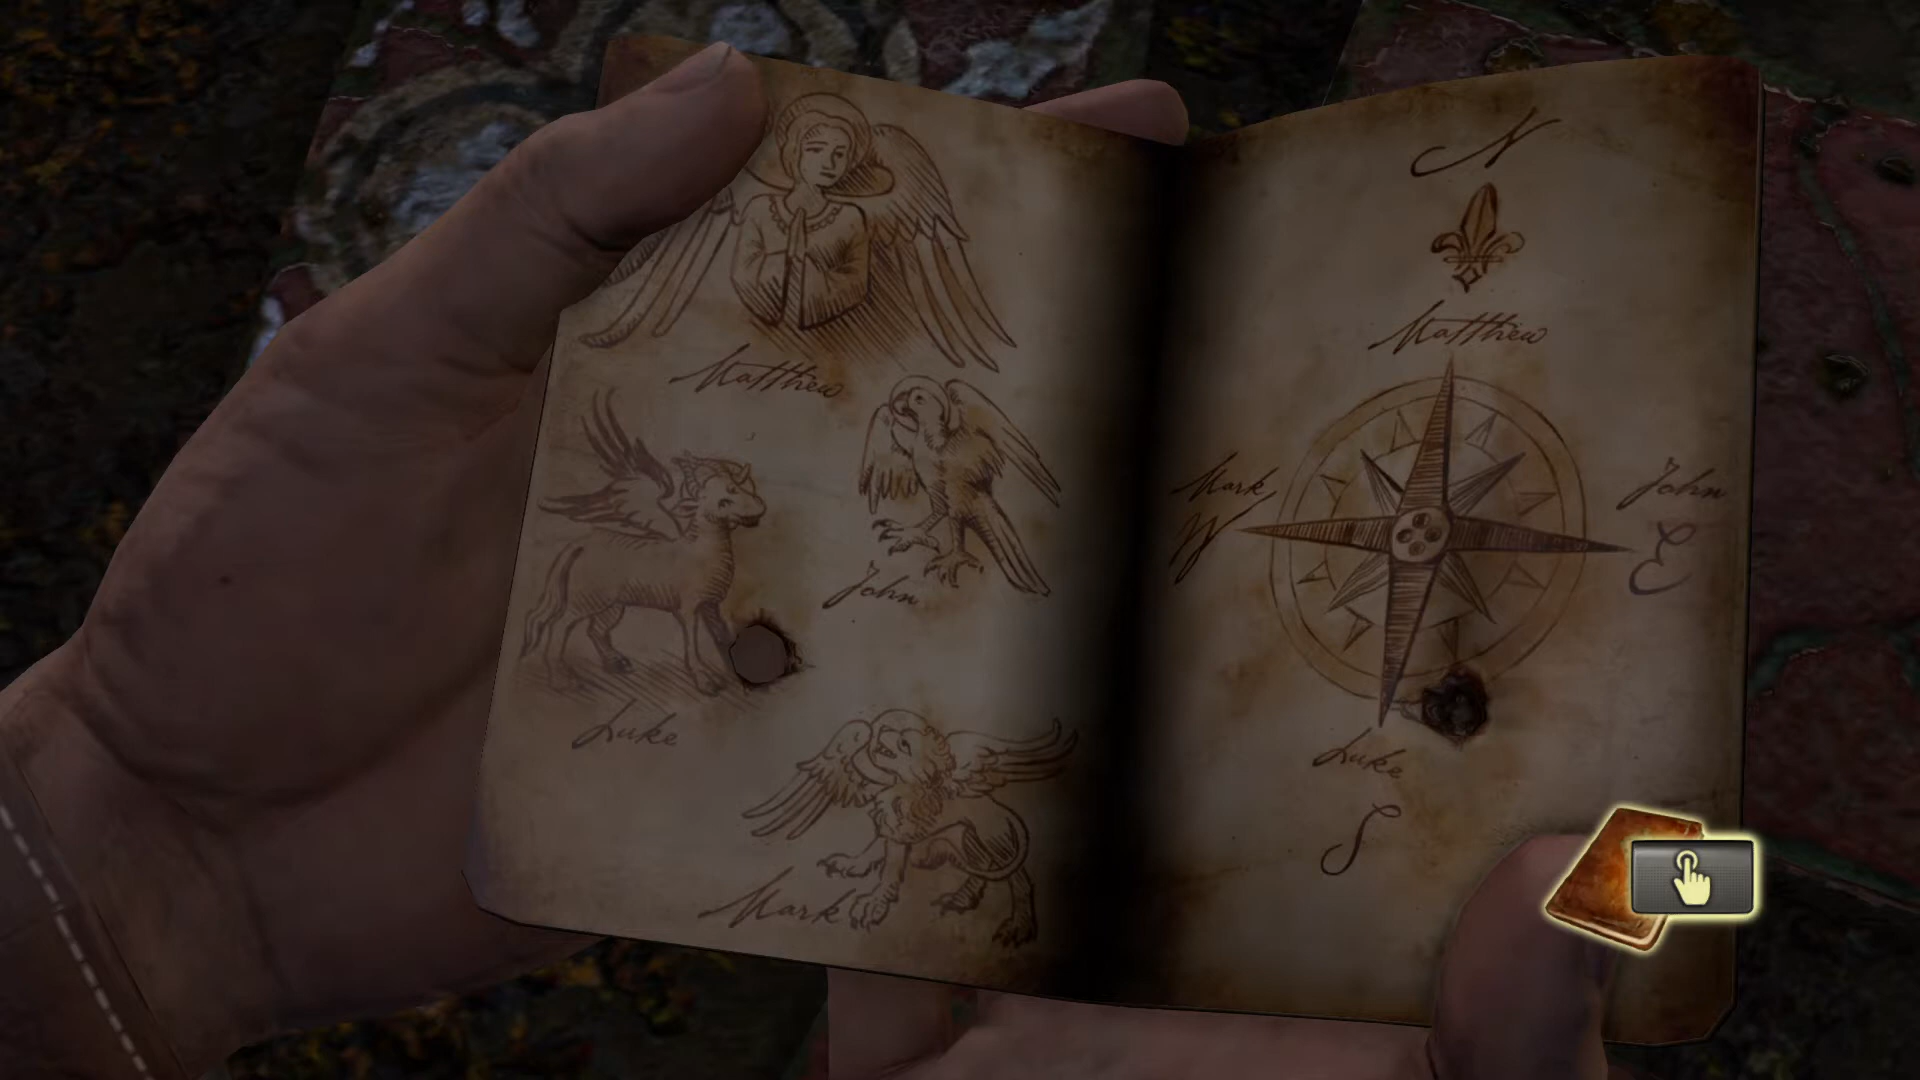 Matthew
John
Luke
Mark
N
Matthew
Mark
W
John
E
Luke
S